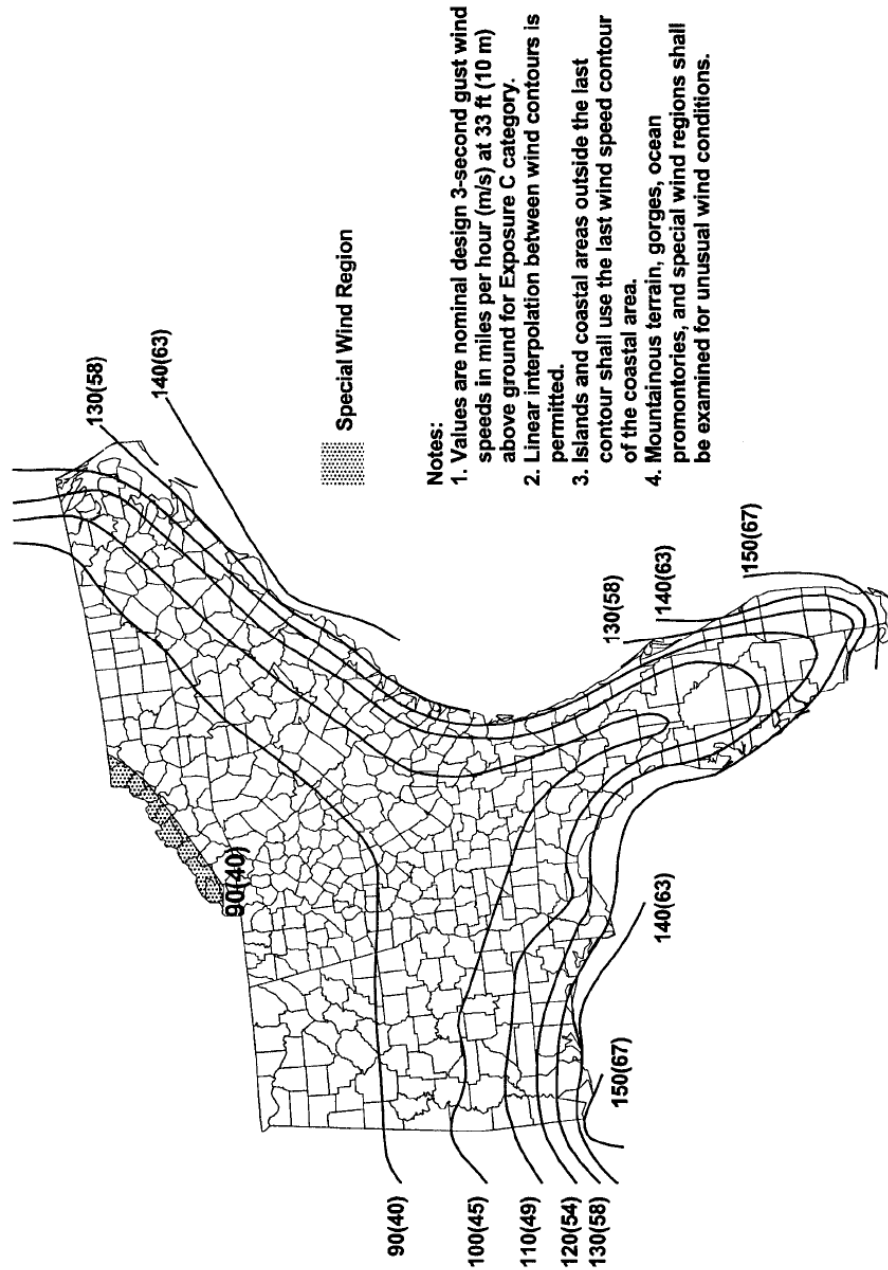 130(58)
140(63)
Special Wind Region
90(40)
Notes:
1. Values are nominal design 3-second gust wind
speeds in miles per hour (m/s) at 33 ft (10 m)
above ground for Exposure C category.
2. Linear interpolation between wind contours is
permitted.
3. Islands and coastal areas outside the last
contour shall use the last wind speed contour
of the coastal area.
4. Mountainous terrain, gorges, ocean
promontories, and special wind regions shall
be examined for unusual wind conditions.
90(40)
100(45)
110(49)
120(54)
130(58)
150(67)
140(63)
130(58)
140(63)
150(67)